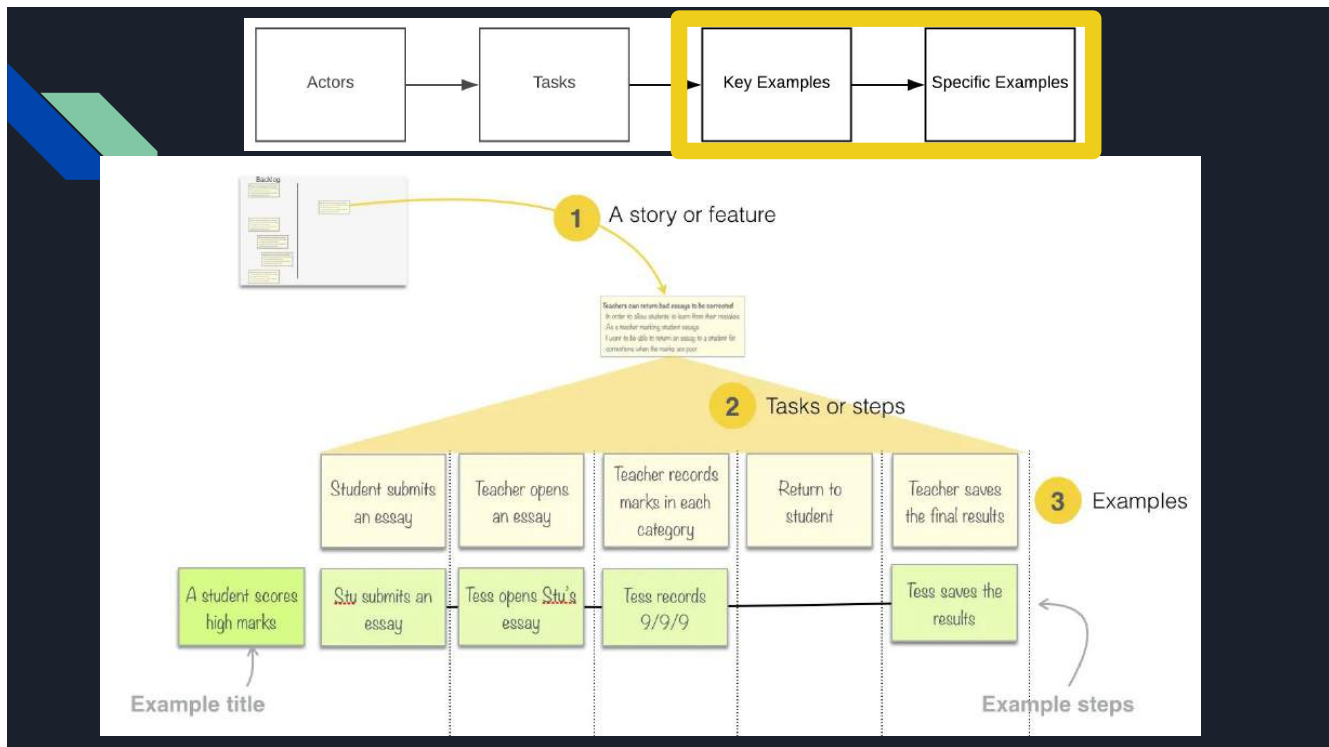 Actors
Tasks
Key Examples
Specific Examples
Backlog
1
A story or feature
Teachers can return bad essays to be corrected
In order to allow students to learn from their mistakes
As a teacher marking student essays
I want to be able to return an essay to a student for
corrections when the marks are poor
2
Tasks or steps
Student submits
an essay
Teacher opens
an essay
Teacher records
marks in each
category
Return to
student
Teacher saves
the final results
3
Examples
A student scores
high marks
Stu submits an
essay
Tess opens Stu's
essay
Tess records
9/9/9
Tess saves the
results
Example title
Example steps